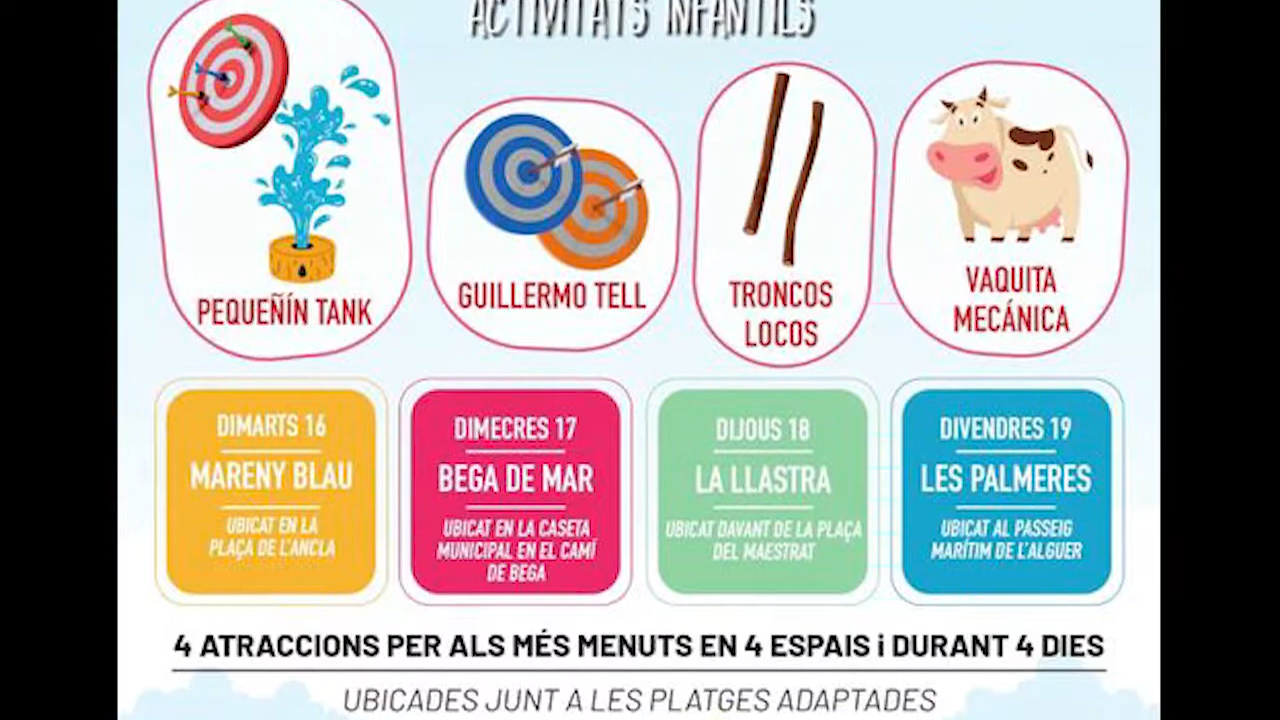 ACTIVITATS INFANTILS
PEQUEÑÍN TANK
GUILLERMO TELL
TRONCOS
LOCOS
VAQUITA
MECÁNICA
DIMARTS 16
MARENY BLAU
UBICAT EN LA
PLAÇA DE L'ANCLA
DIMECRES 17
BEGA DE MAR
UBICAT EN LA CASETA
MUNICIPAL EN EL CAMÍ
DE BEGA
DIJOUS 18
LA LLASTRA
UBICAT DAVANT DE LA PLAÇA
DEL MAESTRAT
DIVENDRES 19
LES PALMERES
UBICAT AL PASSEIG
MARÍTIM DE L'ALGUER
4 ATRACCIONS PER ALS MÉS MENUTS EN 4 ESPAIS i DURANT 4 DIES
UBICADES JUNT A LES PLATGES ADAPTADES